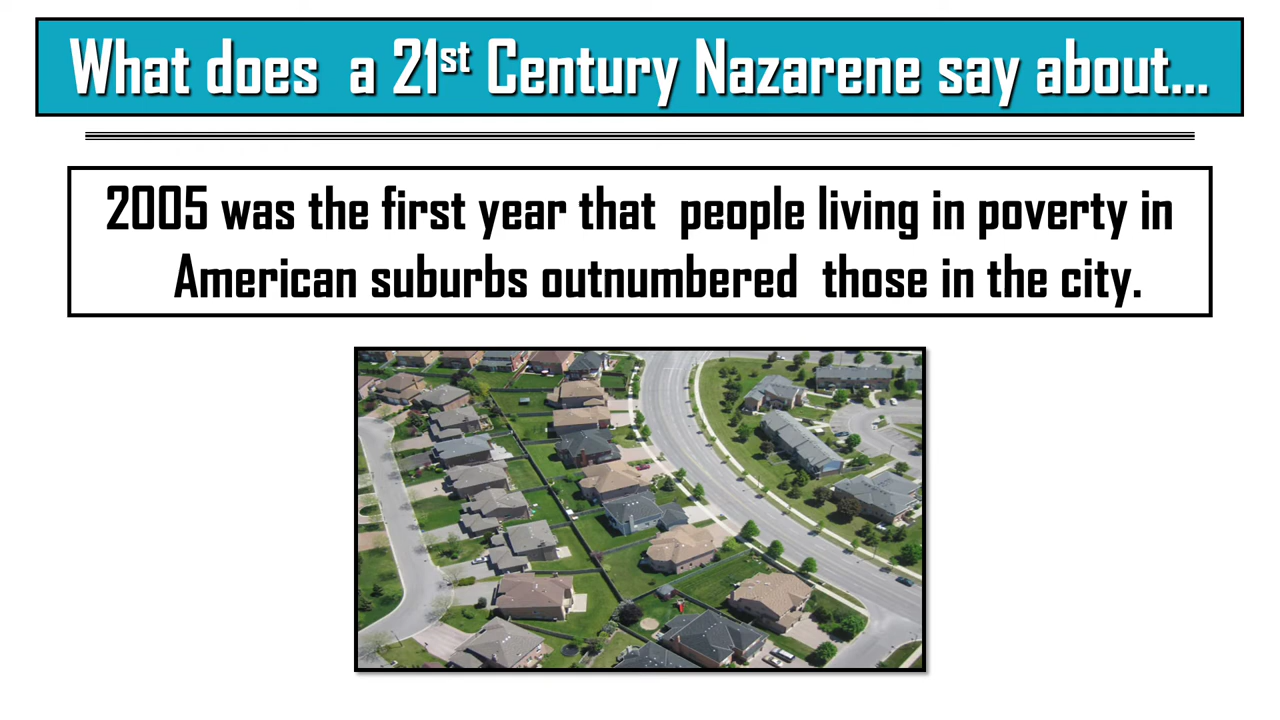 What does a 21st Century Nazarene say about...
2005 was the first year that people living in poverty in
American suburbs outnumbered those in the city.